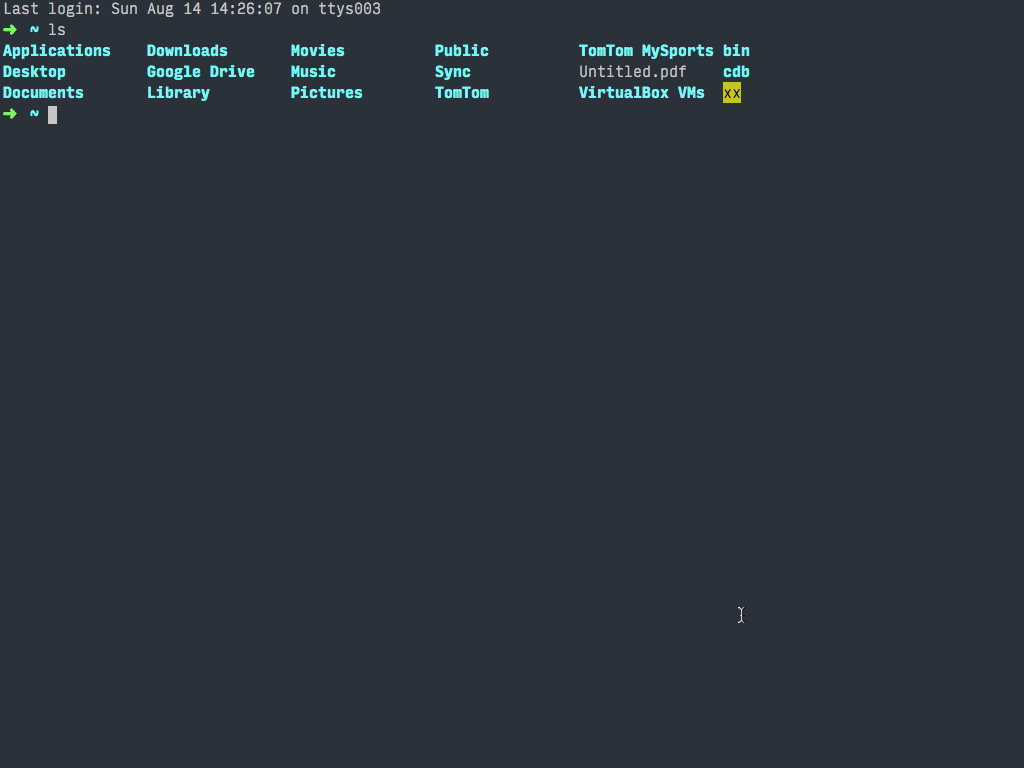 Last login: Sun Aug 14 14:26:07 on ttys003
➜ ~ ls
Applications Downloads Movies Public TomTom MySports bin
Desktop Google Drive Music Sync Untitled.pdf cdb
Documents Library Pictures TomTom VirtualBox VMs xx
➜ ~